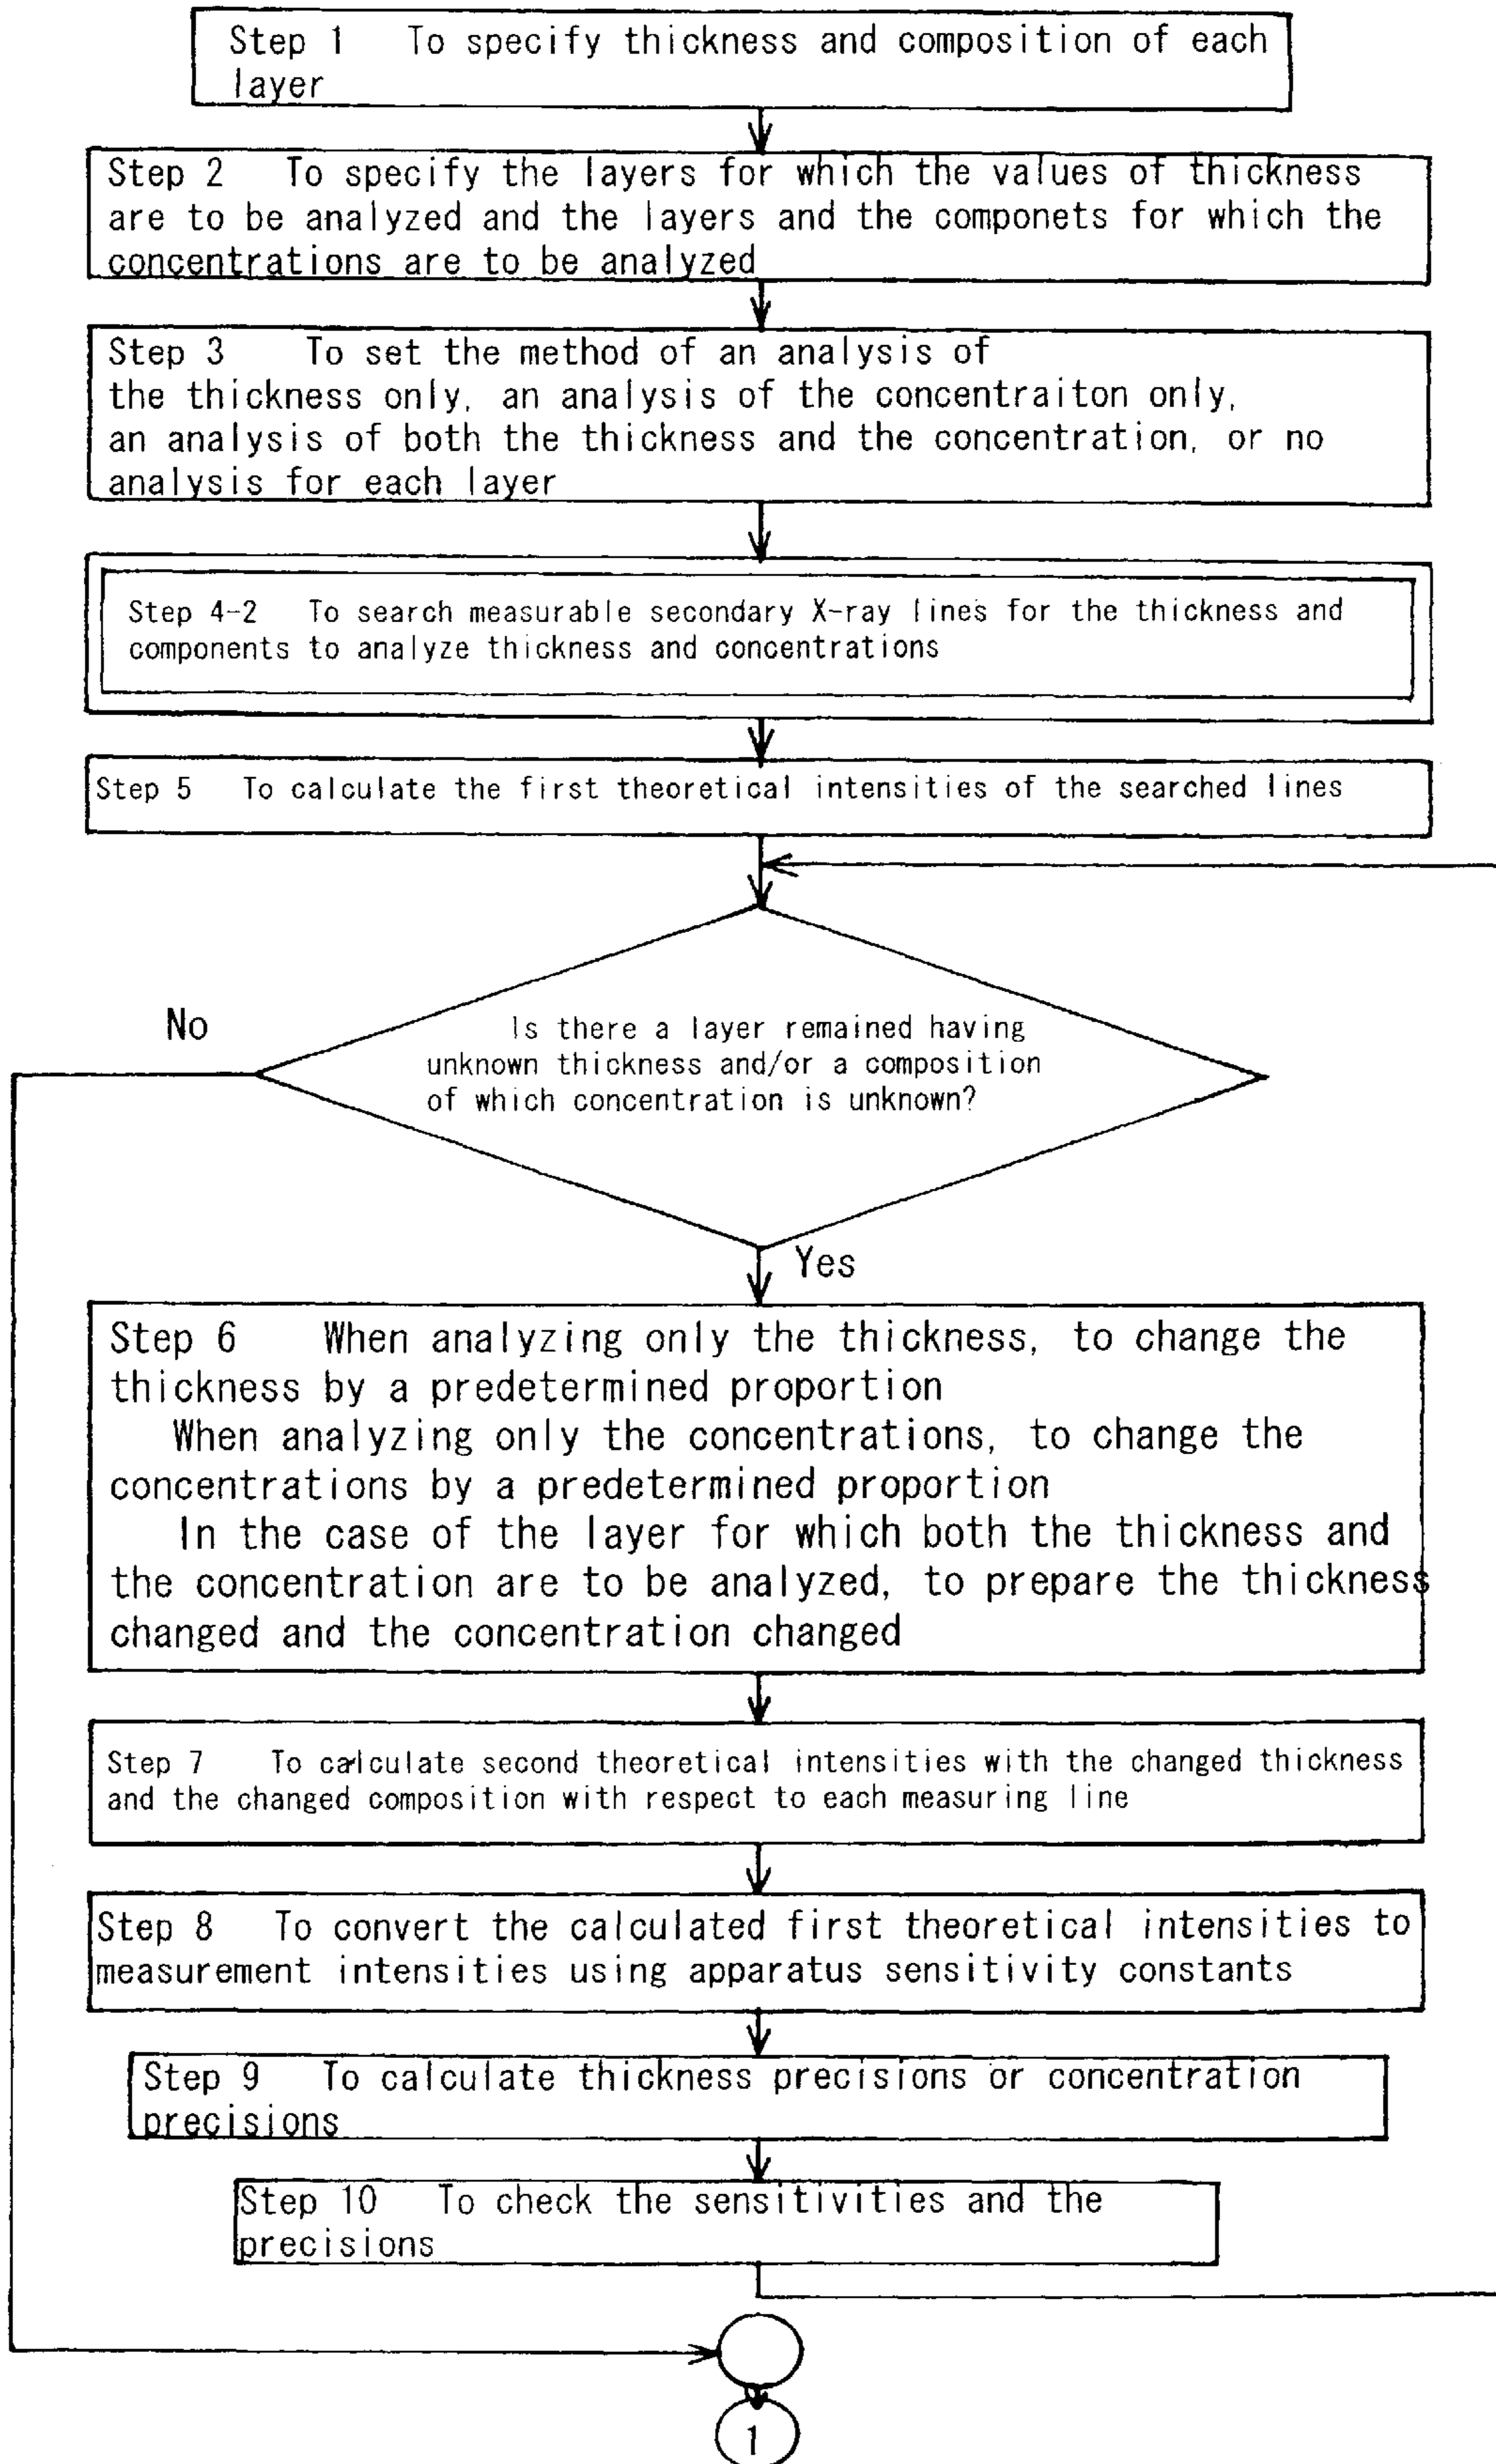 Step 1 To specify thickness and composition of each
layer
Step 2 To specify the layers for which the values of thickness
are to be analyzed and the layers and the componets for which the
concentrations are to be analyzed
Step 3 To set the method of an analysis of
the thickness only, an analysis of the concentraiton only,
an analysis of both the thickness and the concentration, or no
analysis for each layer
Step 4-2 To search measurable secondary X-ray lines for the thickness and
components to analyze thickness and concentrations
Step 5 To calculate the first theoretical intensities of the searched lines
No
Is there a layer remained having
unknown thickness and/or a composition
of which concentration is unknown?
Yes
Step 6 When analyzing only the thickness, to change the
thickness by a predetermined proportion
When analyzing only the concentrations, to change the
concentrations by a predetermined proportion
In the case of the layer for which both the thickness and
the concentration are to be analyzed, to prepare the thickness
changed and the concentration changed
Step 7 To calculate second theoretical intensities with the changed thickness
and the changed composition with respect to each measuring line
Step 8 To convert the calculated first theoretical intensities to
measurement intensities using apparatus sensitivity constants
Step 9 To calculate thickness precisions or concentration
precisions
Step 10 To check the sensitivities and the
precisions
1